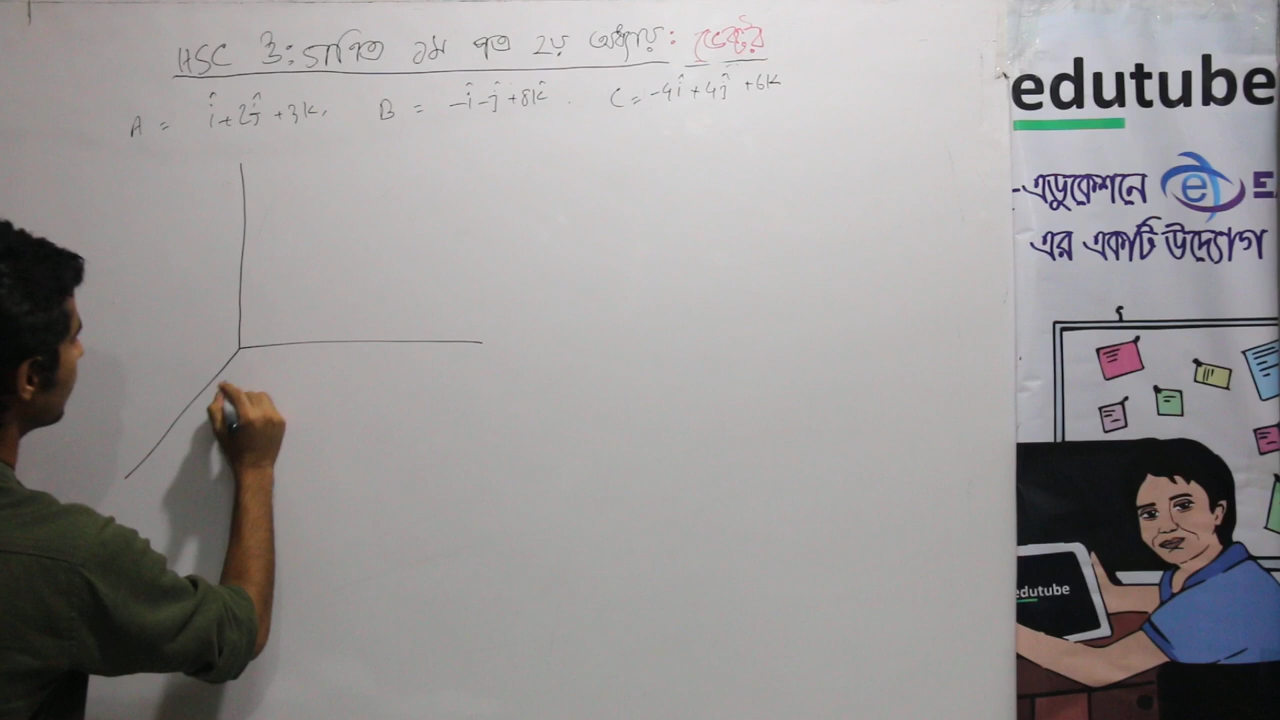 HSC উঃ গণিত ১ম পত্র ২য় অধ্যায়: ভেক্টর
A = î+2ĵ+3k, B = -î-ĵ+8k̂. C = -4î+4ĵ+6k
edutube
-এডুকেশনে e
এর একটি উদ্যোগ
edutube